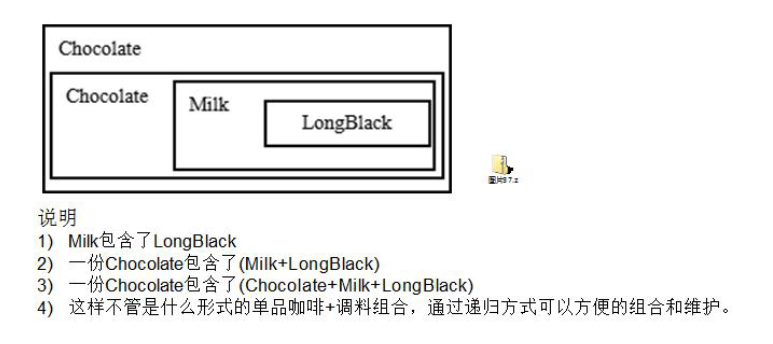 Chocolate
Chocolate
Milk
LongBlack
说明
1) Milk包含了LongBlack
2) 一份Chocolate包含了(Milk+LongBlack)
3) 一份Chocolate包含了(Chocolate+Milk+LongBlack)
4) 这样不管是什么形式的单品咖啡+调料组合，通过递归方式可以方便的组合和维护。